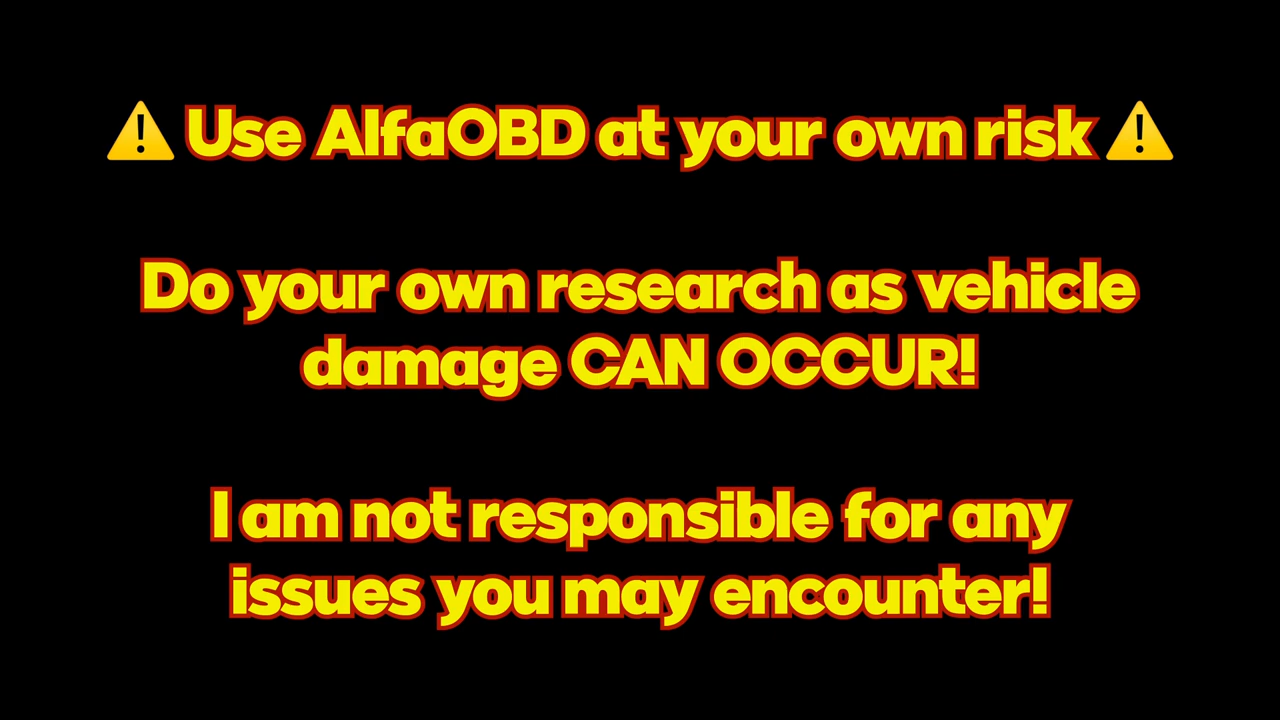 ⚠️ Use AlfaOBD at your own risk ⚠️
Do your own research as vehicle
damage CAN OCCUR!
I am not responsible for any
issues you may encounter!